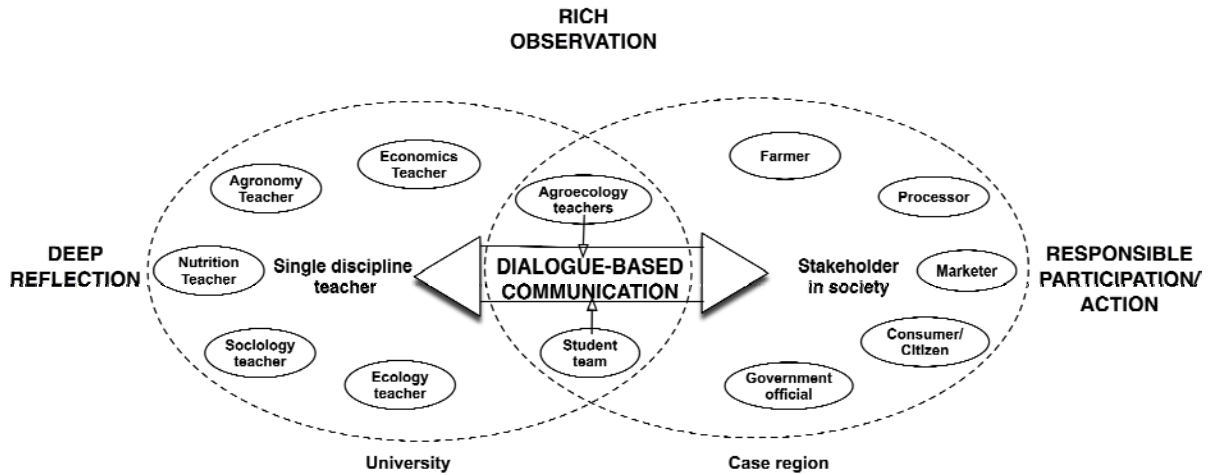 RICH
OBSERVATION
Economics
Teacher
Agronomy
Teacher
Nutrition
Teacher
Sociology
teacher
Ecology
teacher
Single discipline
teacher
DEEP
REFLECTION
Agroecology
teachers
DIALOGUE-BASED
COMMUNICATION
Student
team
Farmer
Processor
Marketer
Consumer/
Citizen
Government
official
Stakeholder
in society
RESPONSIBLE
PARTICIPATION/
ACTION
University
Case region